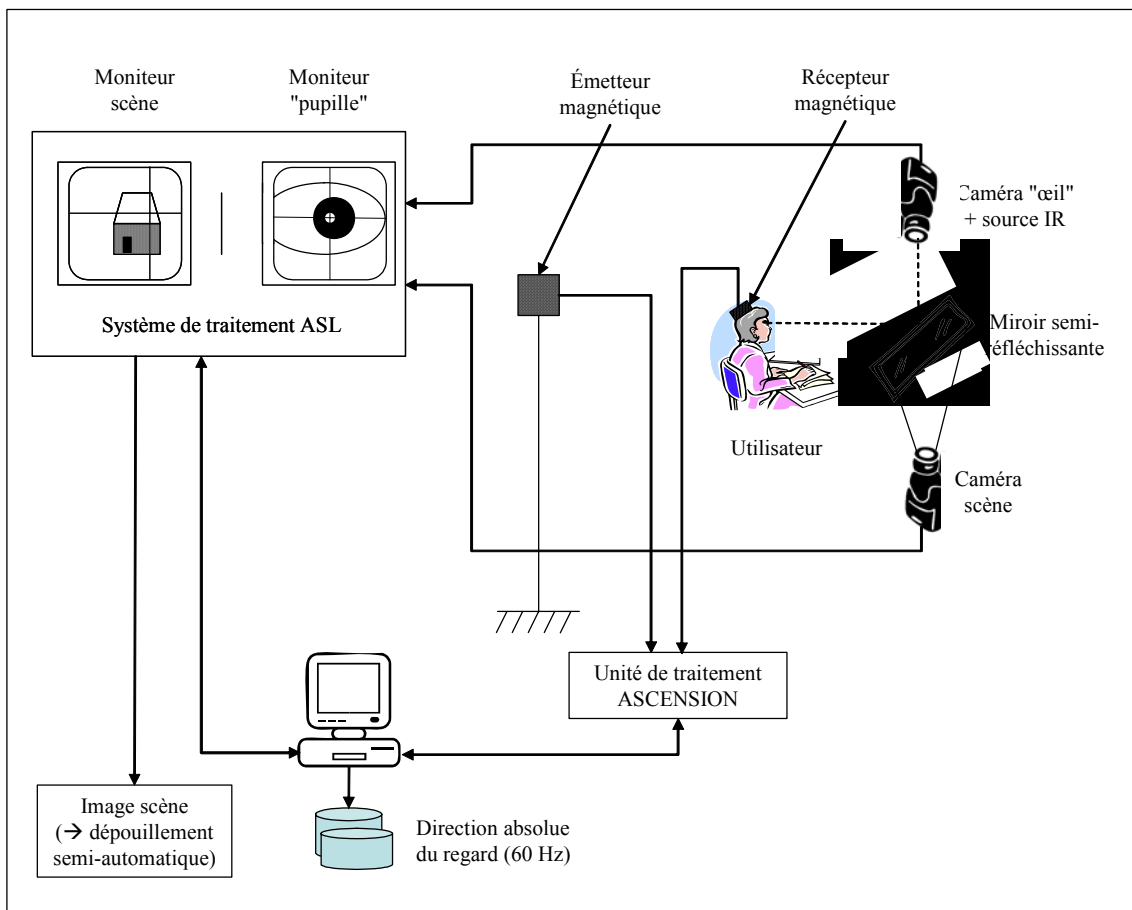 Moniteur
scène
Moniteur
"pupille"
Émetteur
magnétique
Récepteur
magnétique
Caméra "œil"
+ source IR
Système de traitement ASL
Miroir semi-
réfléchissante
Utilisateur
Caméra
scène
Unité de traitement
ASCENSION
Image scène
(→ dépouillement
semi-automatique)
Direction absolue
du regard (60 Hz)